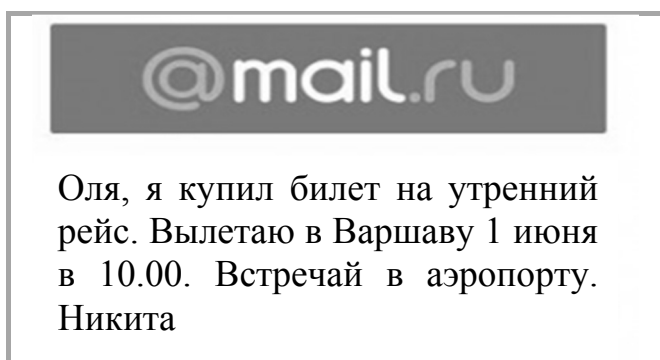 @mail.ru
Оля, я купил билет на утренний
рейс. Вылетаю в Варшаву 1 июня
в 10.00. Встречай в аэропорту.
Никита